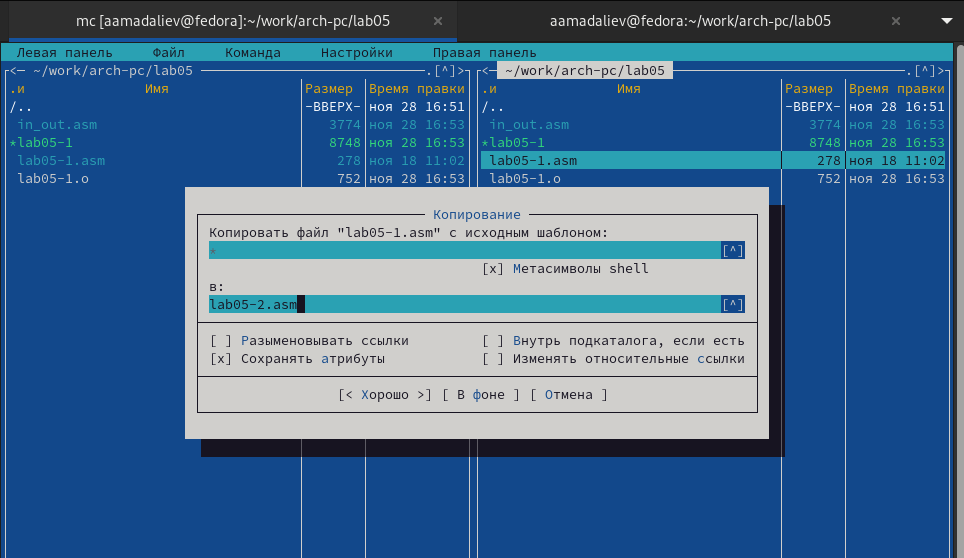 mc [aamadaliev@fedora]:~/work/arch-pc/lab05 × aamadaliev@fedora:~/work/arch-pc/lab05 ×
Левая панель Файл Команда Настройки Правая панель
<─ ~/work/arch-pc/lab05 .[^]> <─ ~/work/arch-pc/lab05 .[^]>
.и Имя Размер Время правки .и Имя Размер Время правки
/.. -ВВЕРХ- ноя 28 16:51 /.. -ВВЕРХ- ноя 28 16:51
in_out.asm 3774 ноя 28 16:53 in_out.asm 3774 ноя 28 16:53
*lab05-1 8748 ноя 28 16:53 *lab05-1 8748 ноя 28 16:53
lab05-1.asm 278 ноя 18 11:02 lab05-1.asm 278 ноя 18 11:02
lab05-1.o 752 ноя 28 16:53 lab05-1.o 752 ноя 28 16:53
Копирование
Копировать файл "lab05-1.asm" с исходным шаблоном:
* [^]
[x] Метасимволы shell
в:
lab05-2.asm [^]
[ ] Разыменовывать ссылки [ ] Внутрь подкаталога, если есть
[x] Сохранять атрибуты [ ] Изменять относительные ссылки
[< Хорошо >] [ В фоне ] [ Отмена ]